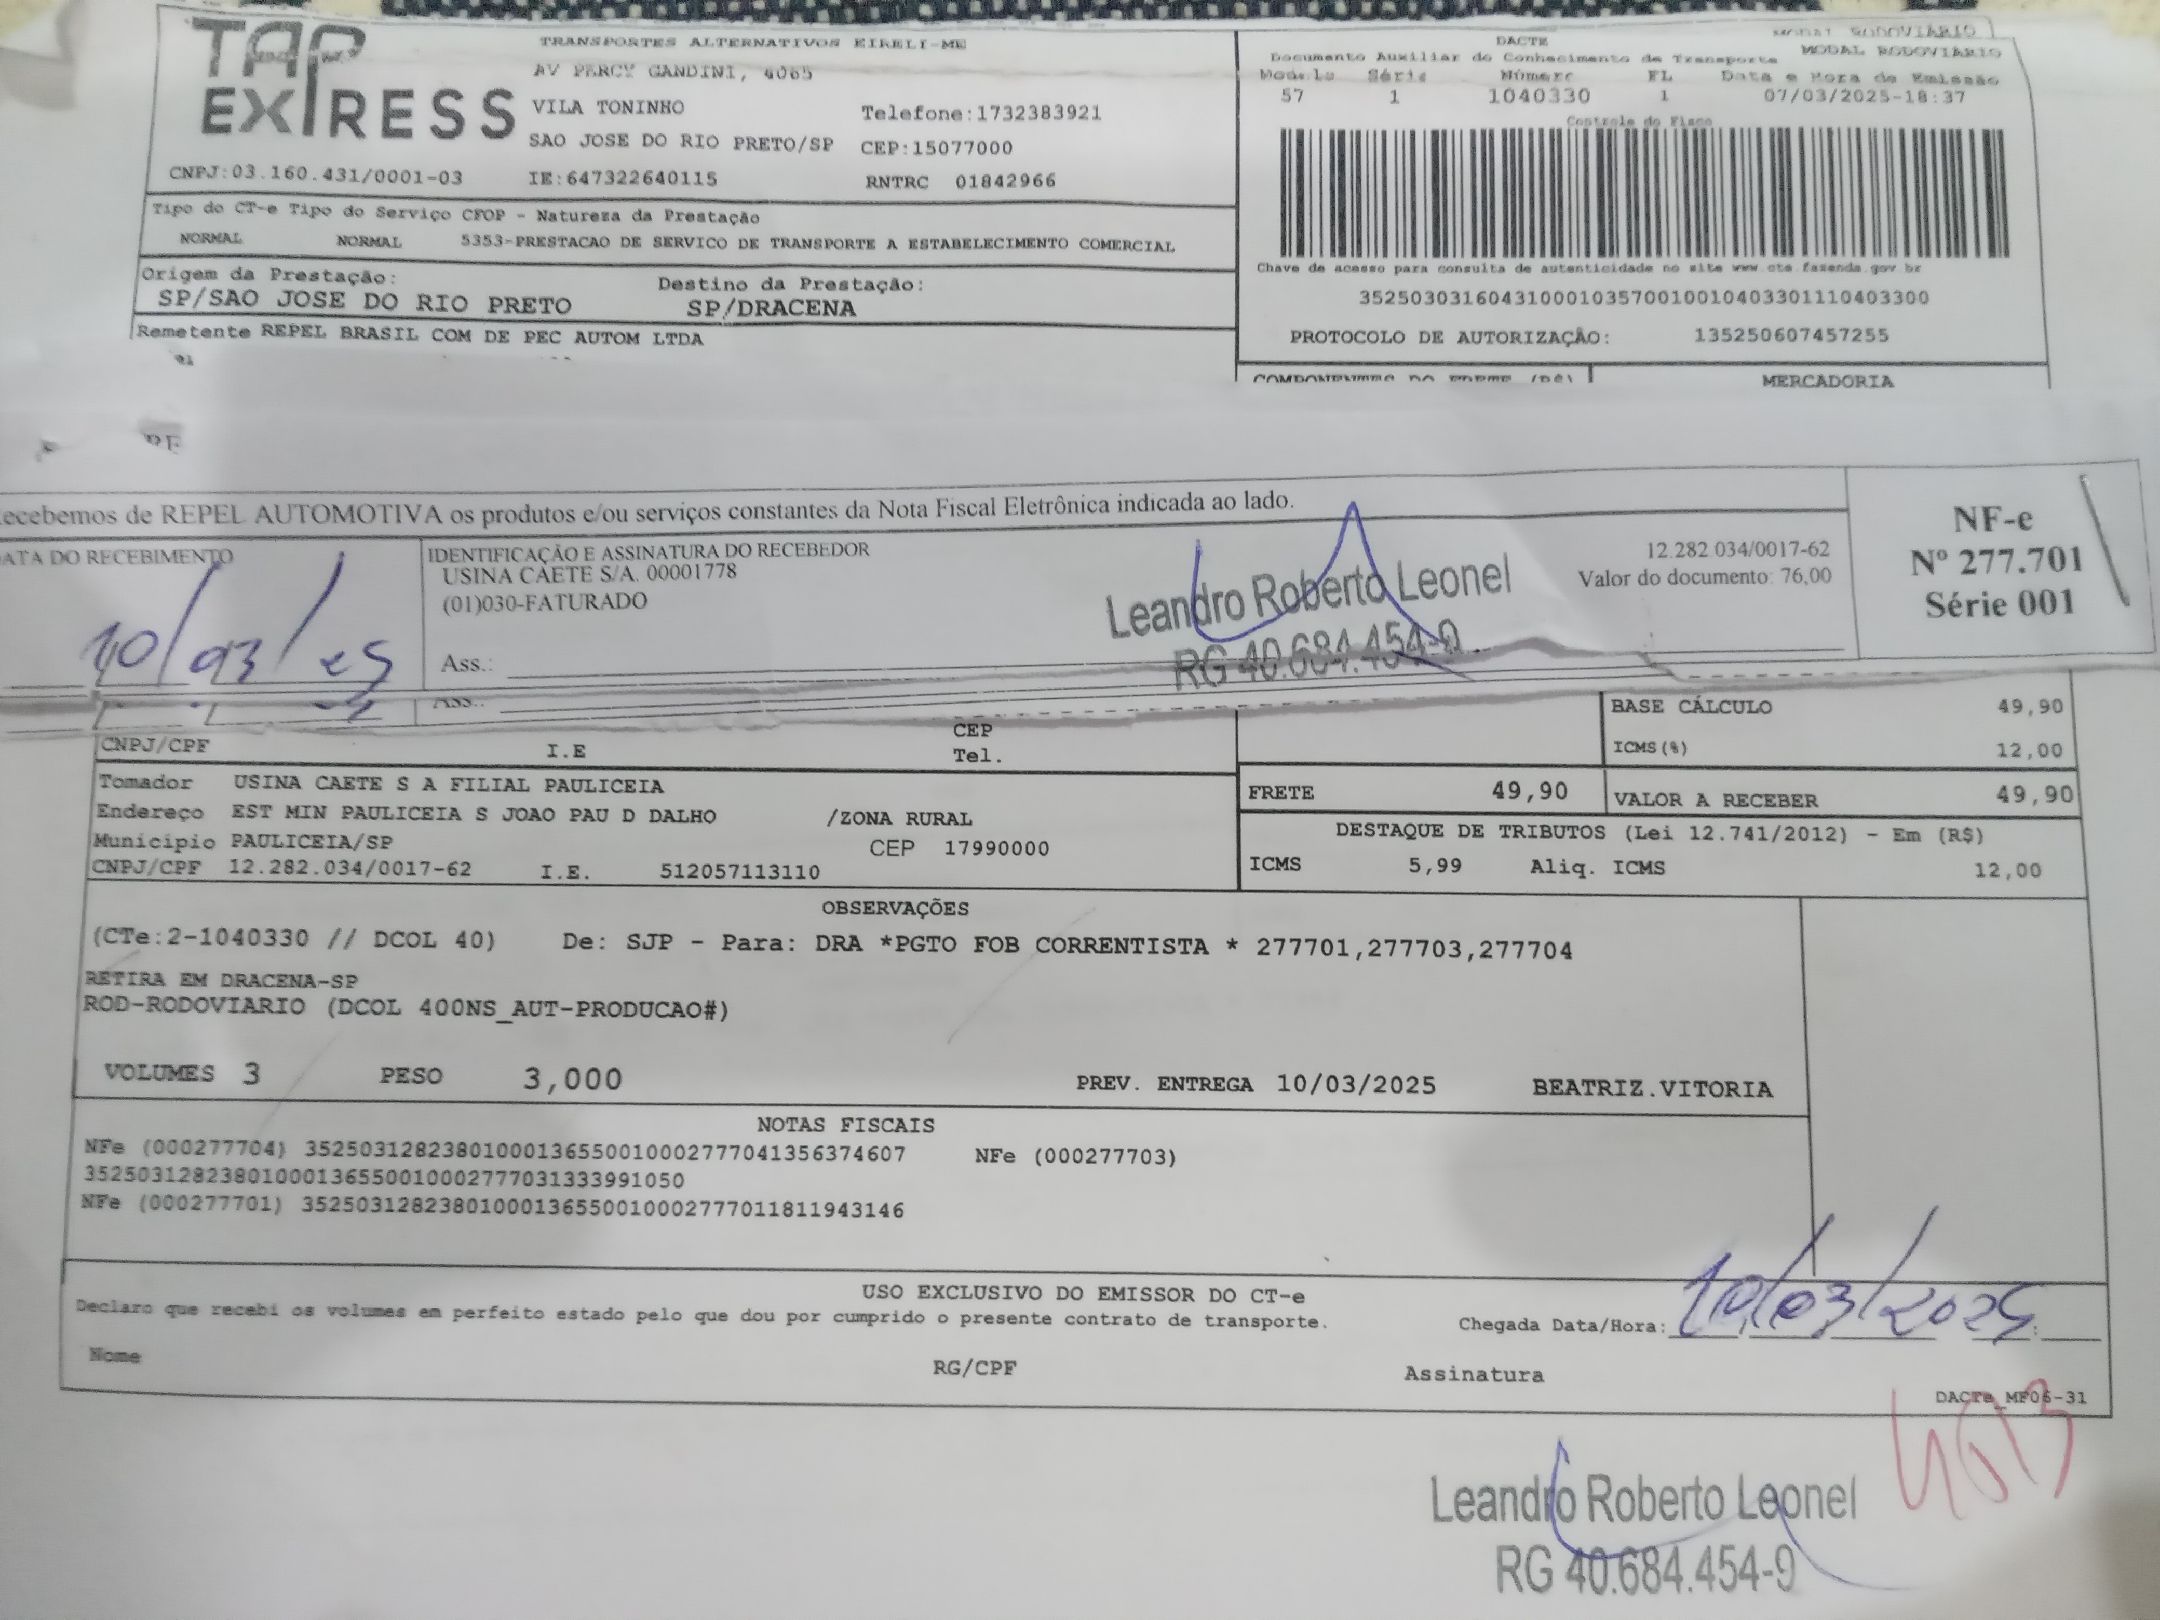 TAP EXPRESS
TRANSPORTES ALTERNATIVOS EIRELI-ME
AV PERCY GANDINI, 4065
VILA TONINHO Telefone:1732383921
SAO JOSE DO RIO PRETO/SP CEP:15077000
CNPJ:03.160.431/0001-03 IE:647322640115 RNTRC 01842966
MODAL RODOVIÁRIO
DACTE MODAL RODOVIÁRIO
Documento Auxiliar do Conhecimento de Transporte
Modelo Série Número FL Data e Hora de Emissão
57 1 1040330 1 07/03/2025-18:37
Controle do Fisco
Chave de acesso para consulta de autenticidade no site www.cte.fazenda.gov.br
35250303160431000103570010010403301110403300
PROTOCOLO DE AUTORIZAÇÃO: 135250607457255
Tipo do CT-e Tipo do Serviço CFOP - Natureza da Prestação
NORMAL NORMAL 5353-PRESTACAO DE SERVICO DE TRANSPORTE A ESTABELECIMENTO COMERCIAL
Origem da Prestação: Destino da Prestação:
SP/SAO JOSE DO RIO PRETO SP/DRACENA
Remetente REPEL BRASIL COM DE PEC AUTOM LTDA
COMPONENTES DO FRETE (R$) MERCADORIA
ecebemos de REPEL AUTOMOTIVA os produtos e/ou serviços constantes da Nota Fiscal Eletrônica indicada ao lado.
ATA DO RECEBIMENTO
10/03/25
IDENTIFICAÇÃO E ASSINATURA DO RECEBEDOR 12.282.034/0017-62
USINA CAETE S/A. 00001778 Valor do documento: 76,00
(01)030-FATURADO
Leandro Roberto Leonel
RG 40.684.454-9
Ass.:
NF-e
Nº 277.701
Série 001
Ass.:
CNPJ/CPF I.E CEP
Tel.
BASE CÁLCULO 49,90
ICMS(%) 12,00
Tomador USINA CAETE S A FILIAL PAULICEIA
Endereço EST MIN PAULICEIA S JOAO PAU D DALHO /ZONA RURAL
Municipio PAULICEIA/SP CEP 17990000
CNPJ/CPF 12.282.034/0017-62 I.E. 512057113110
FRETE 49,90 VALOR A RECEBER 49,90
DESTAQUE DE TRIBUTOS (Lei 12.741/2012) - Em (R$)
ICMS 5,99 Aliq. ICMS 12,00
OBSERVAÇÕES
(CTe:2-1040330 // DCOL 40) De: SJP - Para: DRA *PGTO FOB CORRENTISTA * 277701,277703,277704
RETIRA EM DRACENA-SP
ROD-RODOVIARIO (DCOL 400NS_AUT-PRODUCAO#)
VOLUMES 3 PESO 3,000 PREV. ENTREGA 10/03/2025 BEATRIZ.VITORIA
NOTAS FISCAIS
NFe (000277704) 35250312823801000136550010002777041356374607 NFe (000277703)
35250312823801000136550010002777031333991050
NFe (000277701) 35250312823801000136550010002777011811943146
USO EXCLUSIVO DO EMISSOR DO CT-e
Declaro que recebi os volumes em perfeito estado pelo que dou por cumprido o presente contrato de transporte.
Chegada Data/Hora: 10/03/2025
Nome RG/CPF Assinatura
DACTe_MF06-31
Leandro Roberto Leonel
RG 40.684.454-9